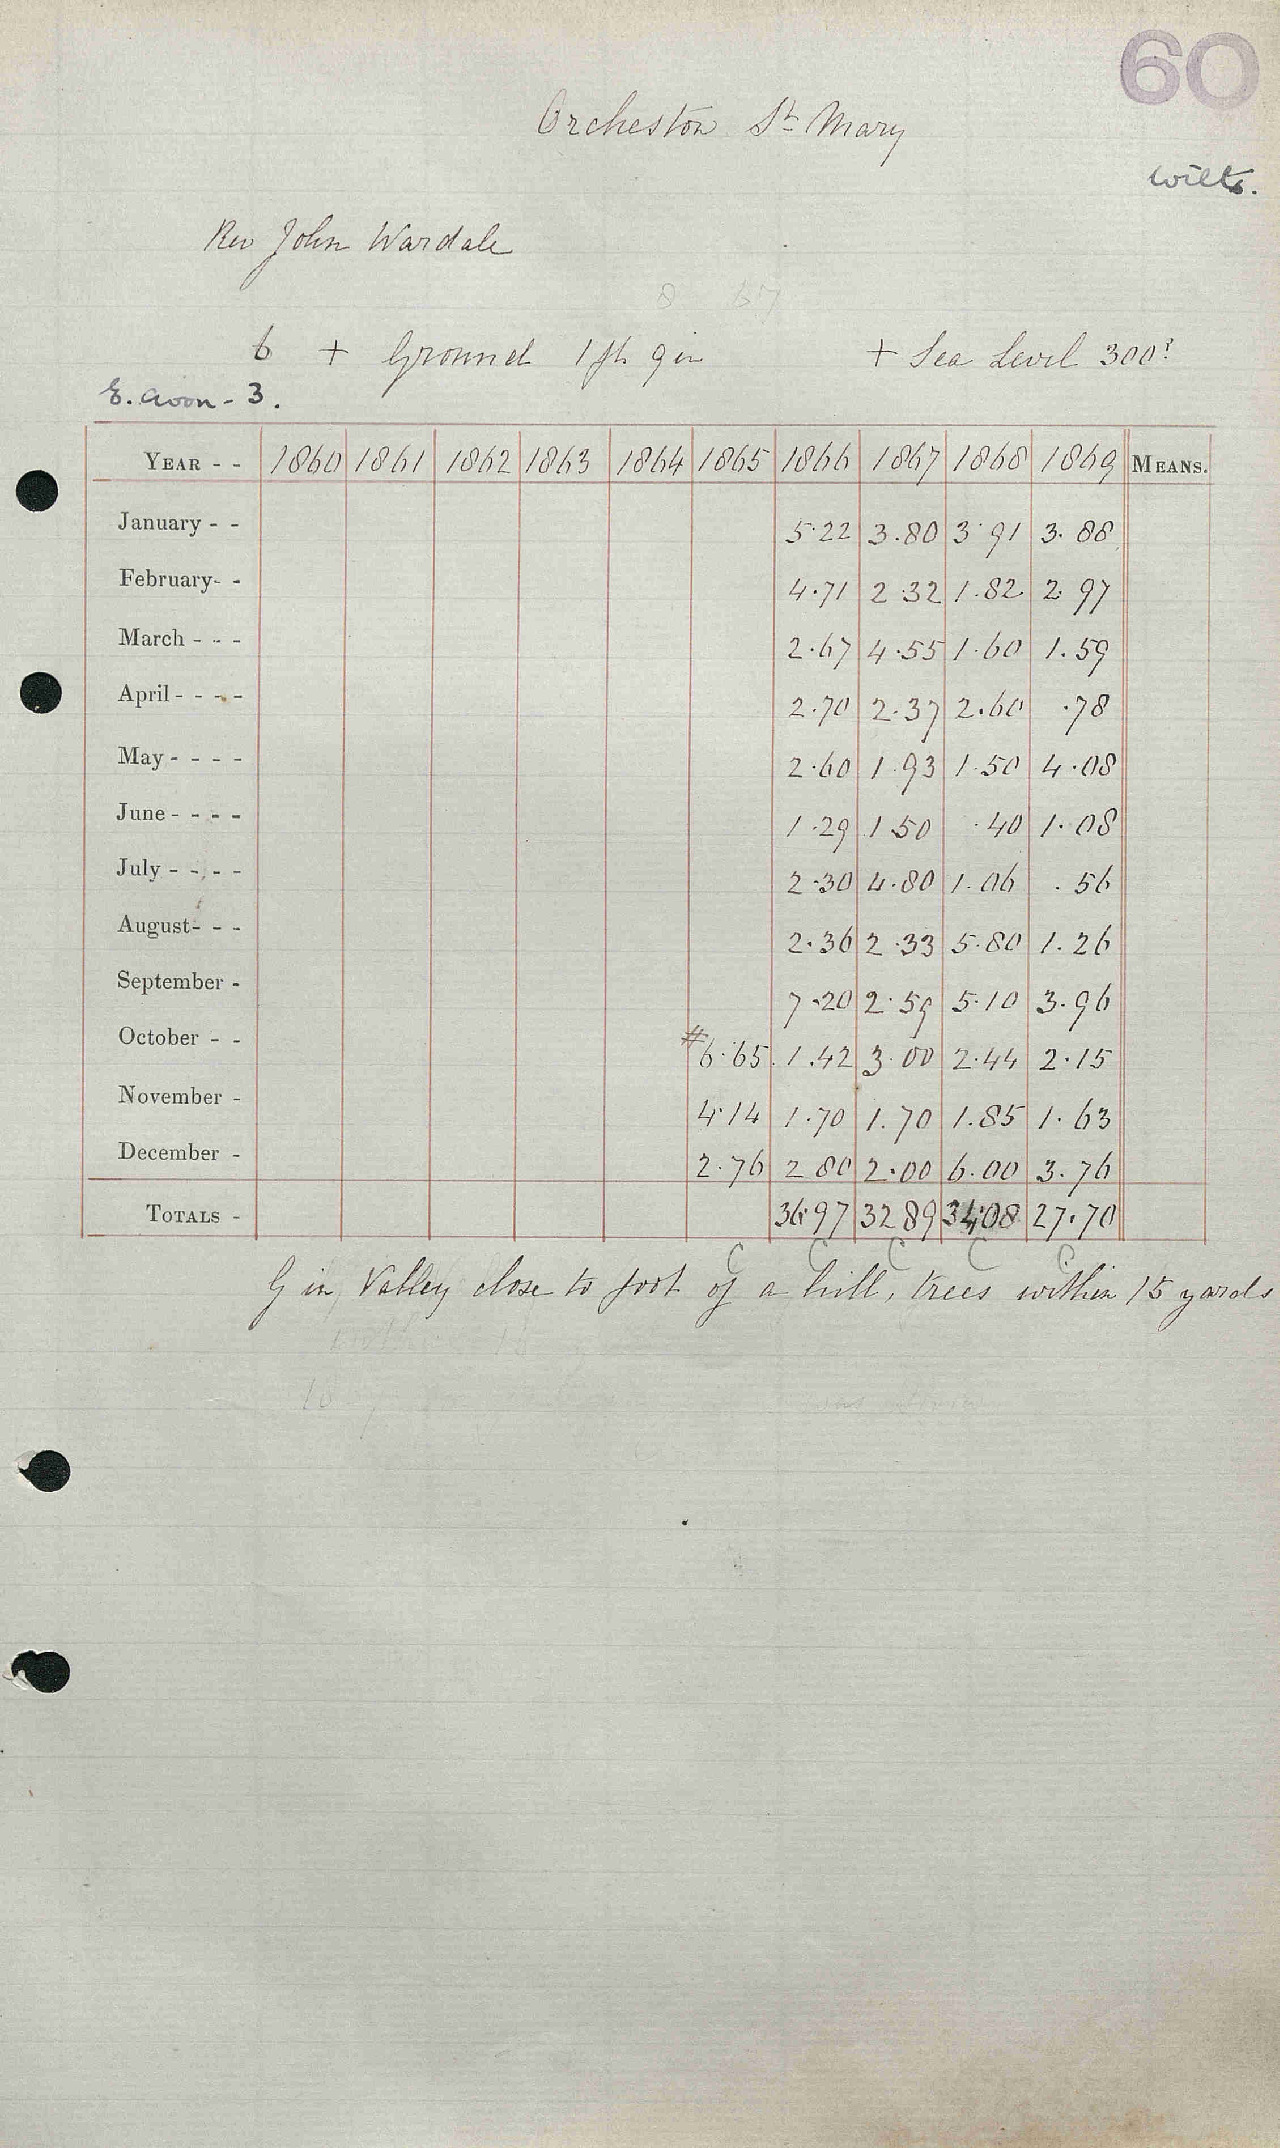 60
Orcheston St Mary
Wilts.
Rev John Wardale
8 67
6 + Ground 1 ft 9 in + Sea Level 300?
E. Avon - 3.
YEAR - - 1860 1861 1862 1863 1864 1865 1866 1867 1868 1869 MEANS.
January - - 5.22 3.80 3.91 3.88
February - - 4.71 2.32 1.82 2.97
March - - - 2.67 4.55 1.60 1.59
April - - - - 2.70 2.37 2.60 .78
May - - - - 2.60 1.93 1.50 4.08
June - - - - 1.29 1.50 .40 1.08
July - - - - 2.30 4.80 1.06 .56
August - - - 2.36 2.33 5.80 1.26
September - 7.20 2.59 5.10 3.96
October - - #6.65 1.42 3.00 2.44 2.15
November - 4.14 1.70 1.70 1.85 1.63
December - 2.76 2.80 2.00 6.00 3.76
TOTALS - 36.97 32.89 34.08 27.70
C C C C C
G in Valley close to foot of a hill, trees within 15 yards